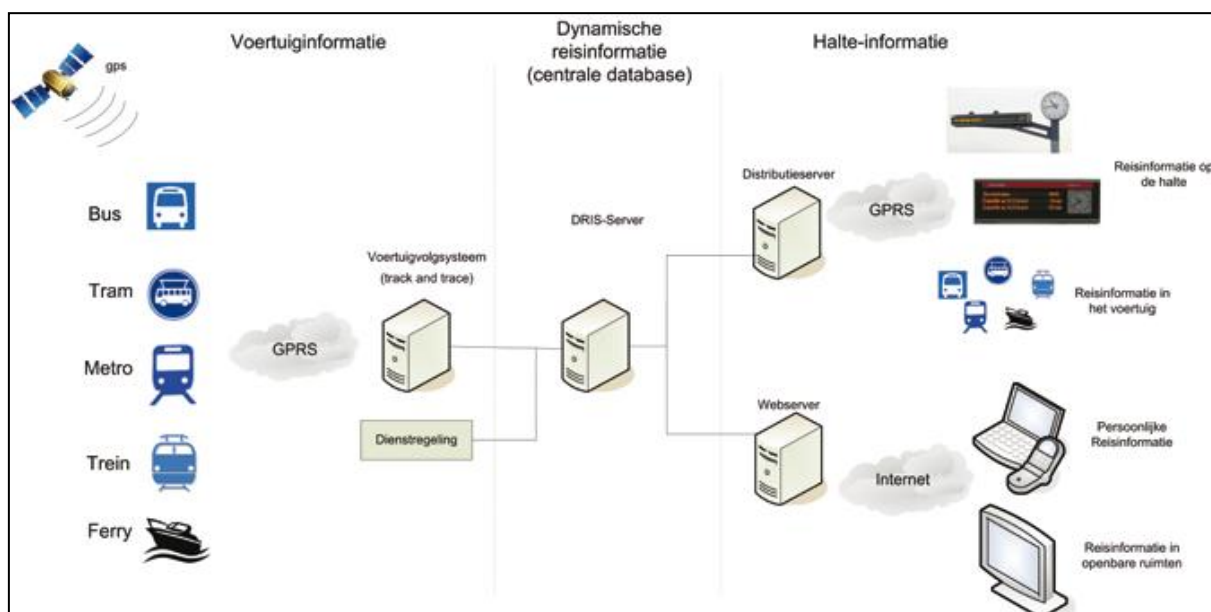 Voertuiginformatie
Dynamische
reisinformatie
(centrale database)
Halte-informatie
gps
Bus
Tram
Metro
Trein
Ferry
GPRS
Voertuigvolgsysteem
(track and trace)
Dienstregeling
DRIS-Server
Distributieserver
GPRS
Reisinformatie op
de halte
Reisinformatie in
het voertuig
Webserver
Internet
Persoonlijke
Reisinformatie
Reisinformatie in
openbare ruimten